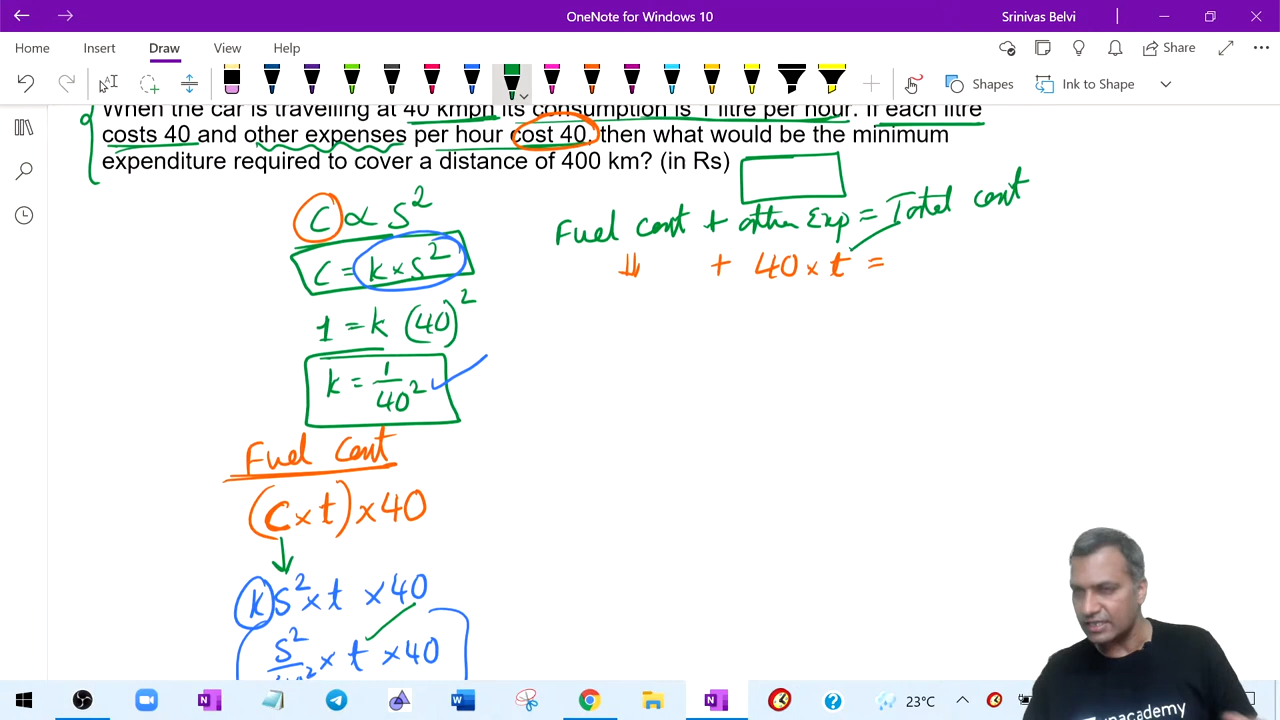 OneNote for Windows 10
Srinivas Belvi
Home Insert Draw View Help
Share
Shapes
Ink to Shape
When the car is travelling at 40 kmph its consumption is 1 litre per hour. If each litre
costs 40 and other expenses per hour cost 40, then what would be the minimum
expenditure required to cover a distance of 400 km? (in Rs)
C ∝ S²
C = k × S²
1 = k (40)²
k = 1/40²
Fuel Cost
(C × t) × 40
kS² × t × 40
S²/40² × t × 40
Fuel cost + other Exp = Total cost
⇓ + 40 × t =
23°C
unacademy